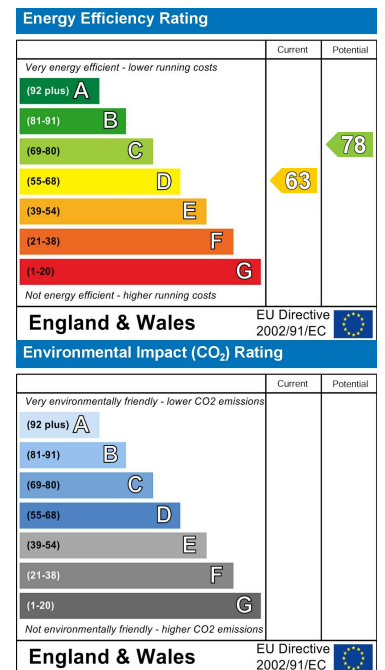 Energy Efficiency Rating
Current Potential
Very energy efficient - lower running costs
(92 plus) A
(81-91) B
(69-80) C
78
(55-68) D
63
(39-54) E
(21-38) F
(1-20) G
Not energy efficient - higher running costs
England & Wales
EU Directive
2002/91/EC
Environmental Impact (CO₂) Rating
Current Potential
Very environmentally friendly - lower CO2 emissions
(92 plus) A
(81-91) B
(69-80) C
(55-68) D
(39-54) E
(21-38) F
(1-20) G
Not environmentally friendly - higher CO2 emissions
England & Wales
EU Directive
2002/91/EC